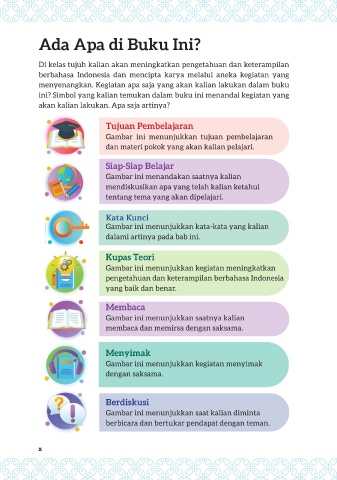 Ada Apa di Buku Ini?
Di kelas tujuh kalian akan meningkatkan pengetahuan dan keterampilan
berbahasa Indonesia dan mencipta karya melalui aneka kegiatan yang
menyenangkan. Kegiatan apa saja yang akan kalian lakukan dalam buku
ini? Simbol yang kalian temukan dalam buku ini menandai kegiatan yang
akan kalian lakukan. Apa saja artinya?
Tujuan Pembelajaran
Gambar ini menunjukkan tujuan pembelajaran
dan materi pokok yang akan kalian pelajari.
Siap-Siap Belajar
Gambar ini menandakan saatnya kalian
mendiskusikan apa yang telah kalian ketahui
tentang tema yang akan dipelajari.
Kata Kunci
Gambar ini menunjukkan kata-kata yang kalian
dalami artinya pada bab ini.
Kupas Teori
Gambar ini menunjukkan kegiatan meningkatkan
pengetahuan dan keterampilan berbahasa Indonesia
yang baik dan benar.
Membaca
Gambar ini menunjukkan saatnya kalian
membaca dan memirsa dengan saksama.
Menyimak
Gambar ini menunjukkan kegiatan menyimak
dengan saksama.
Berdiskusi
Gambar ini menunjukkan saat kalian diminta
berbicara dan bertukar pendapat dengan teman.
x